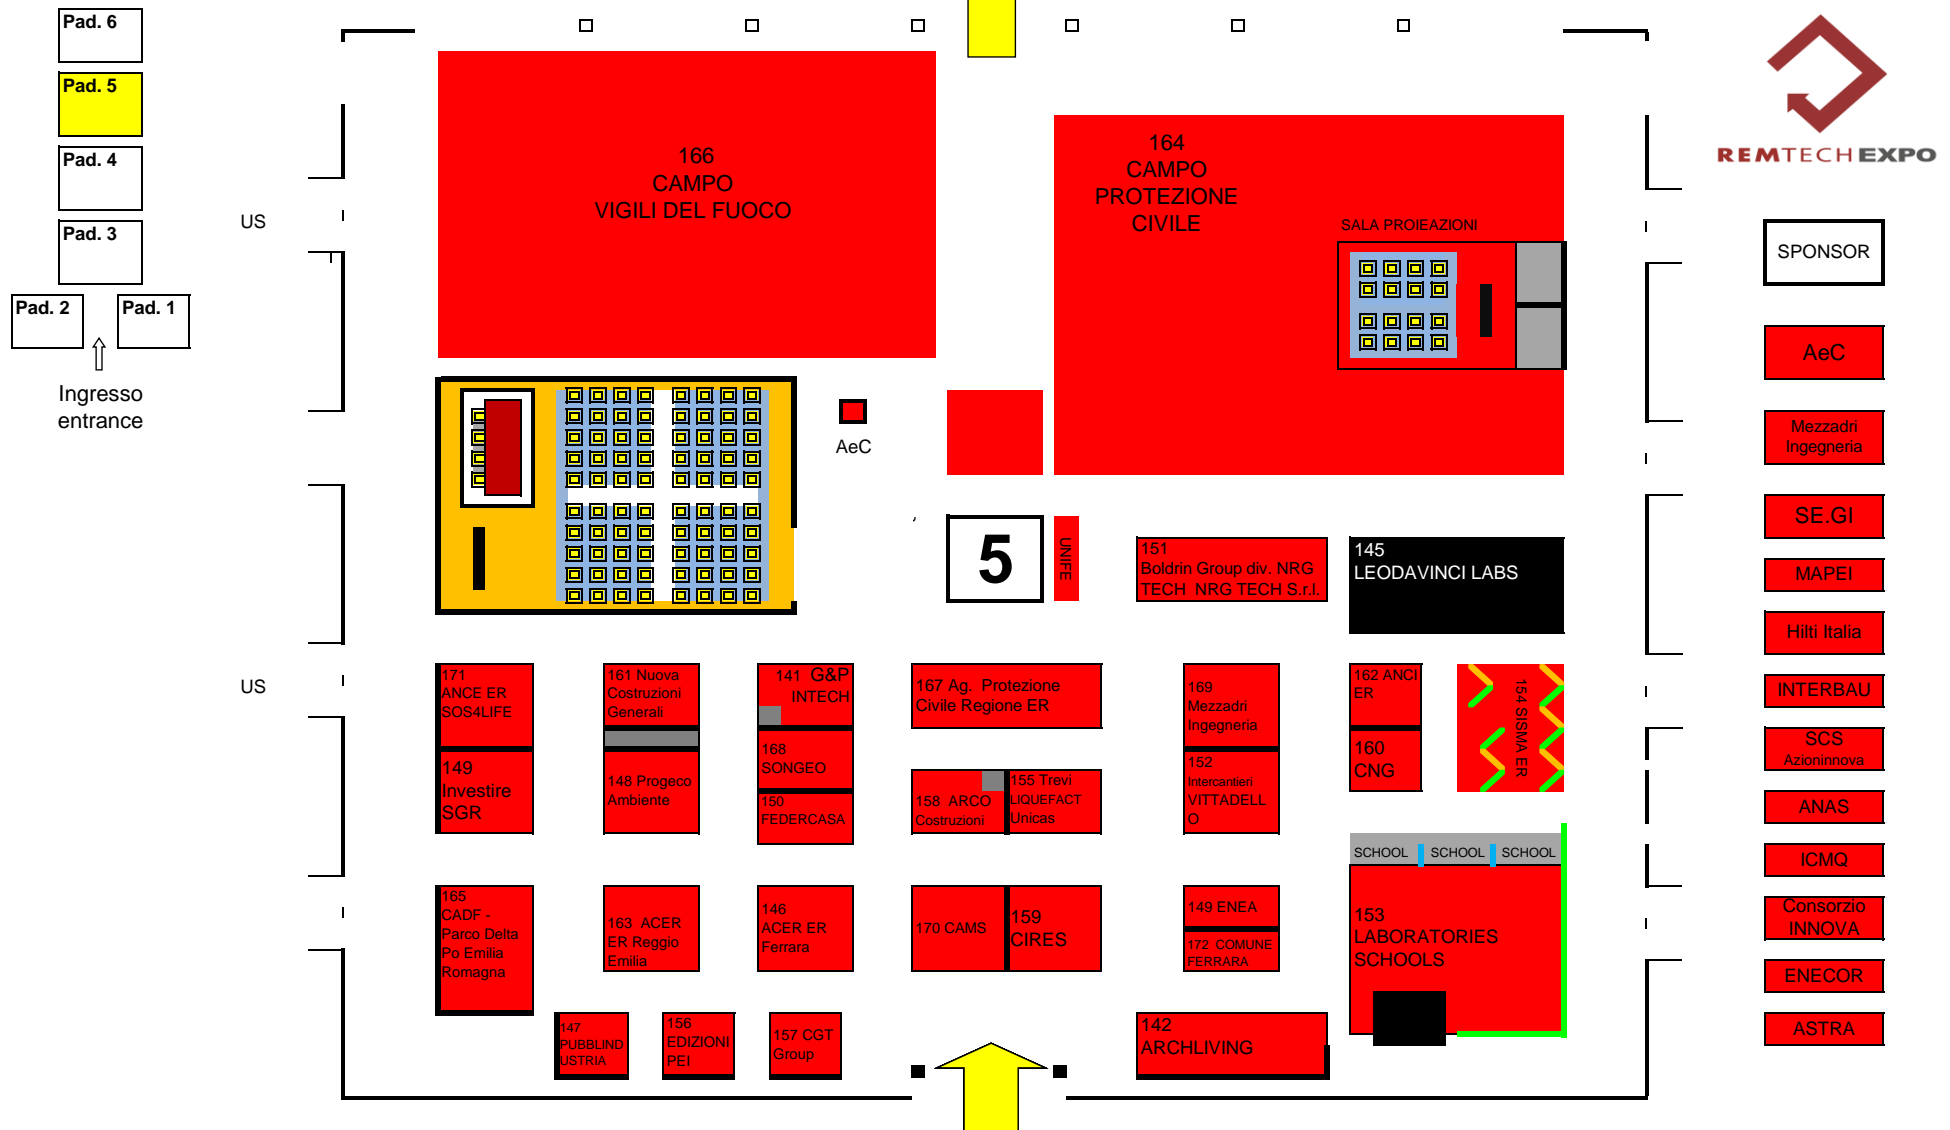 Pad. 6
Pad. 5
Pad. 4
Pad. 3
Pad. 2
Pad. 1
Ingresso
entrance
US
US
166
CAMPO
VIGILI DEL FUOCO
164
CAMPO
PROTEZIONE
CIVILE
SALA PROIEAZIONI
AeC
,
5
UNIFE
151
Boldrin Group div. NRG
TECH NRG TECH S.r.l.
145
LEODAVINCI LABS
171
ANCE ER
SOS4LIFE
149
Investire
SGR
161 Nuova
Costruzioni
Generali
148 Progeco
Ambiente
141 G&P
INTECH
168
SONGEO
150
FEDERCASA
167 Ag. Protezione
Civile Regione ER
158 ARCO
Costruzioni
155 Trevi
LIQUEFACT
Unicas
169
Mezzadri
Ingegneria
152
Intercantieri
VITTADELL
O
162 ANCI
ER
160
CNG
154 SISMA ER
SCHOOL
SCHOOL
SCHOOL
153
LABORATORIES
SCHOOLS
165
CADF -
Parco Delta
Po Emilia
Romagna
163 ACER
ER Reggio
Emilia
146
ACER ER
Ferrara
170 CAMS
159
CIRES
149 ENEA
172 COMUNE
FERRARA
147
PUBBLIND
USTRIA
156
EDIZIONI
PEI
157 CGT
Group
142
ARCHLIVING
REMTECHEXPO
SPONSOR
AeC
Mezzadri
Ingegneria
SE.GI
MAPEI
Hilti Italia
INTERBAU
SCS
Azioninnova
ANAS
ICMQ
Consorzio
INNOVA
ENECOR
ASTRA